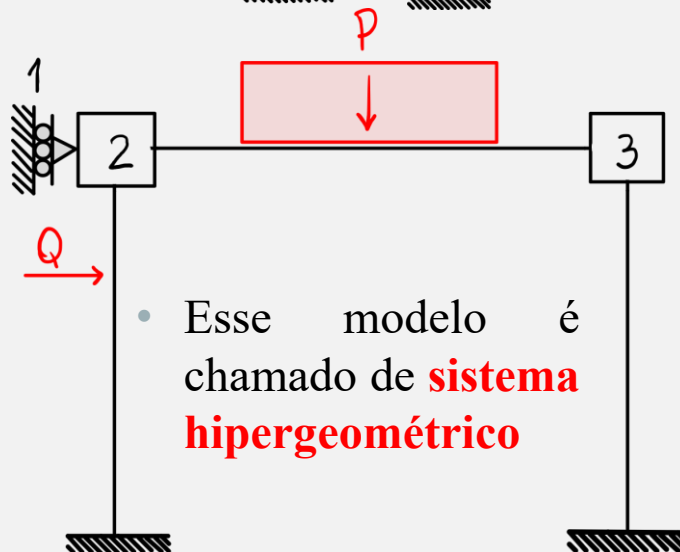 P
1
2
3
Q
• Esse modelo é
chamado de sistema
hipergeométrico